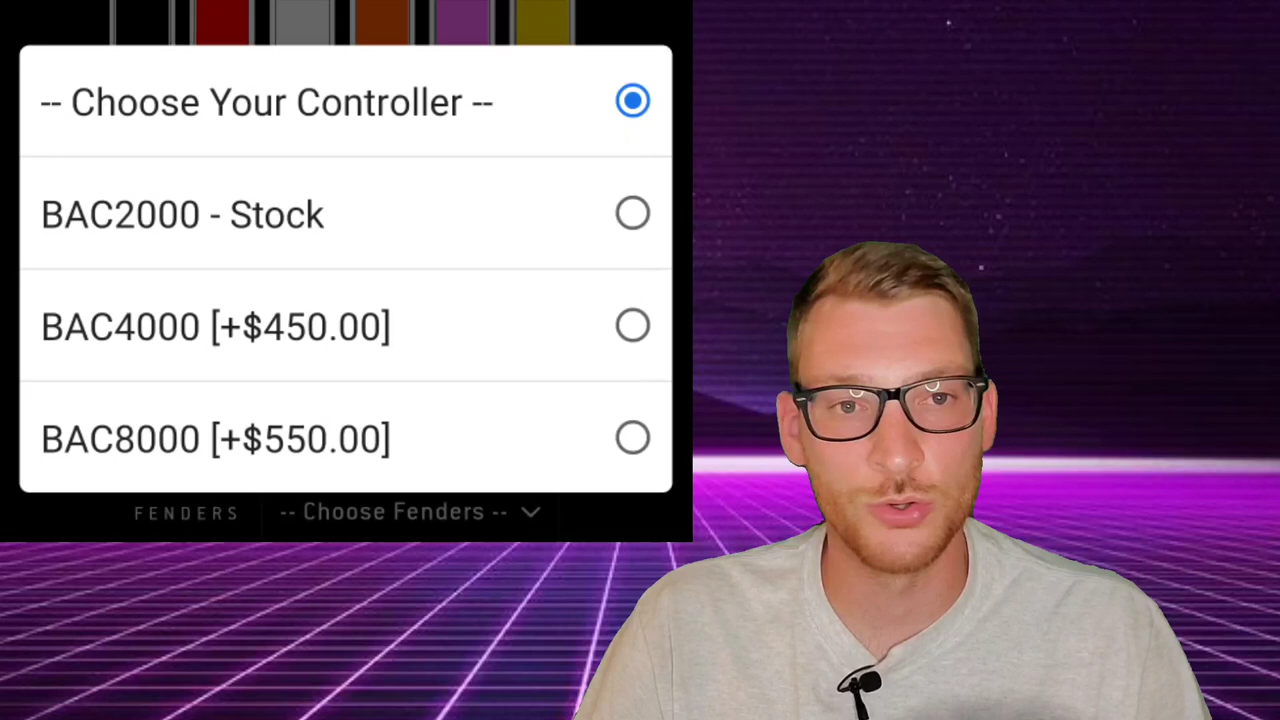 -- Choose Your Controller --
BAC2000 - Stock
BAC4000 [+$450.00]
BAC8000 [+$550.00]
FENDERS -- Choose Fenders --